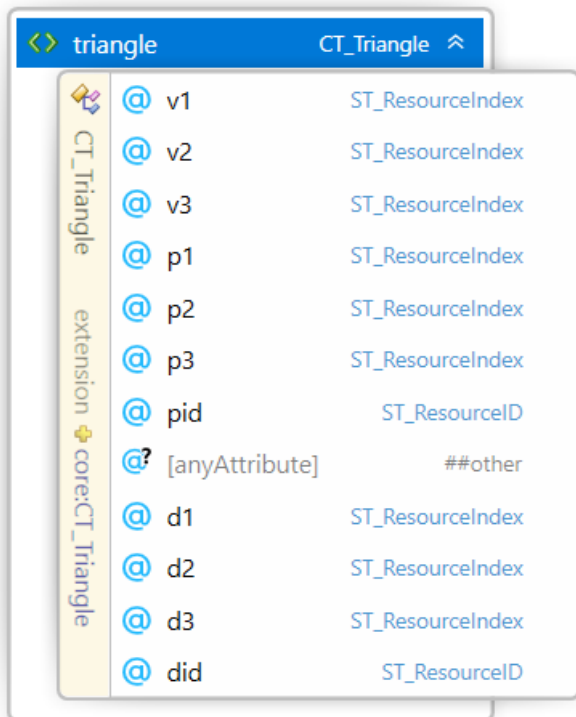 triangle CT_Triangle
CT_Triangle extension core:CT_Triangle
@ v1 ST_ResourceIndex
@ v2 ST_ResourceIndex
@ v3 ST_ResourceIndex
@ p1 ST_ResourceIndex
@ p2 ST_ResourceIndex
@ p3 ST_ResourceIndex
@ pid ST_ResourceID
@? [anyAttribute] ##other
@ d1 ST_ResourceIndex
@ d2 ST_ResourceIndex
@ d3 ST_ResourceIndex
@ did ST_ResourceID